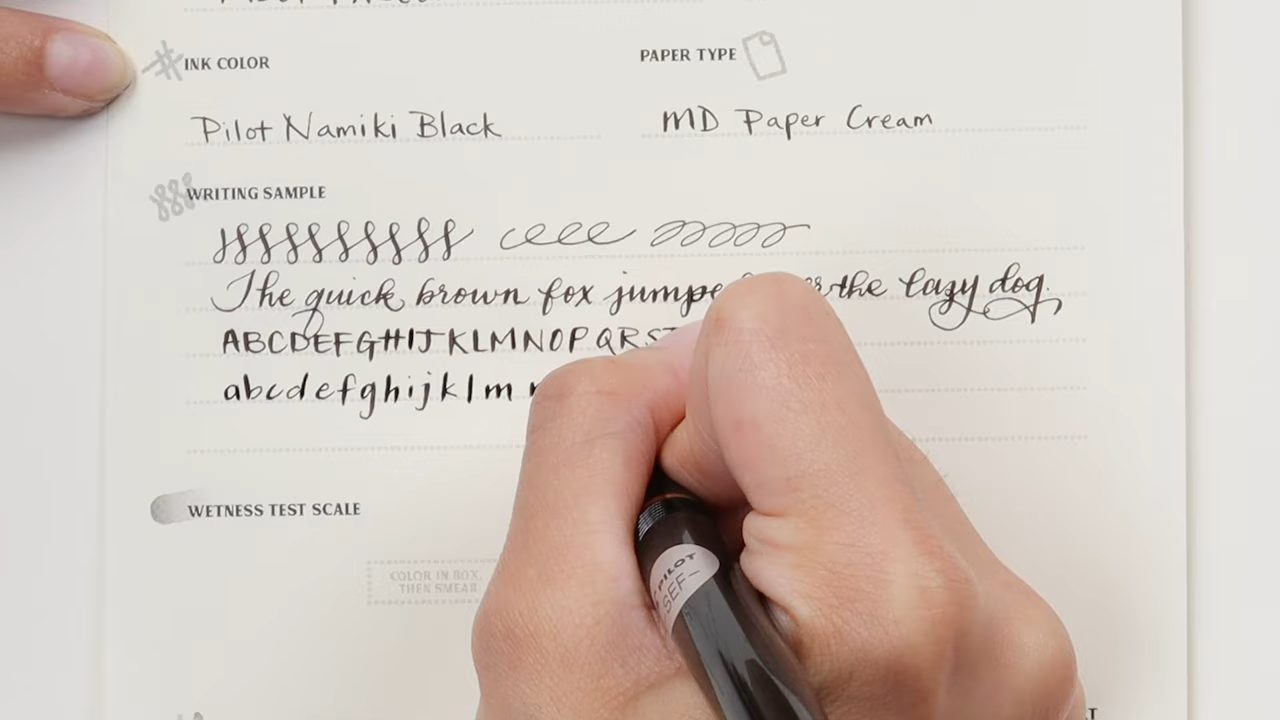 INK COLOR
PAPER TYPE
Pilot Namiki Black
MD Paper Cream
WRITING SAMPLE
The quick brown fox the lazy dog.
ABCDEFGHIJKLMNOPQRS
abcdefghijklm
WETNESS TEST SCALE
COLOR IN BOX,
THEN SMEAR
PILOT
SEF